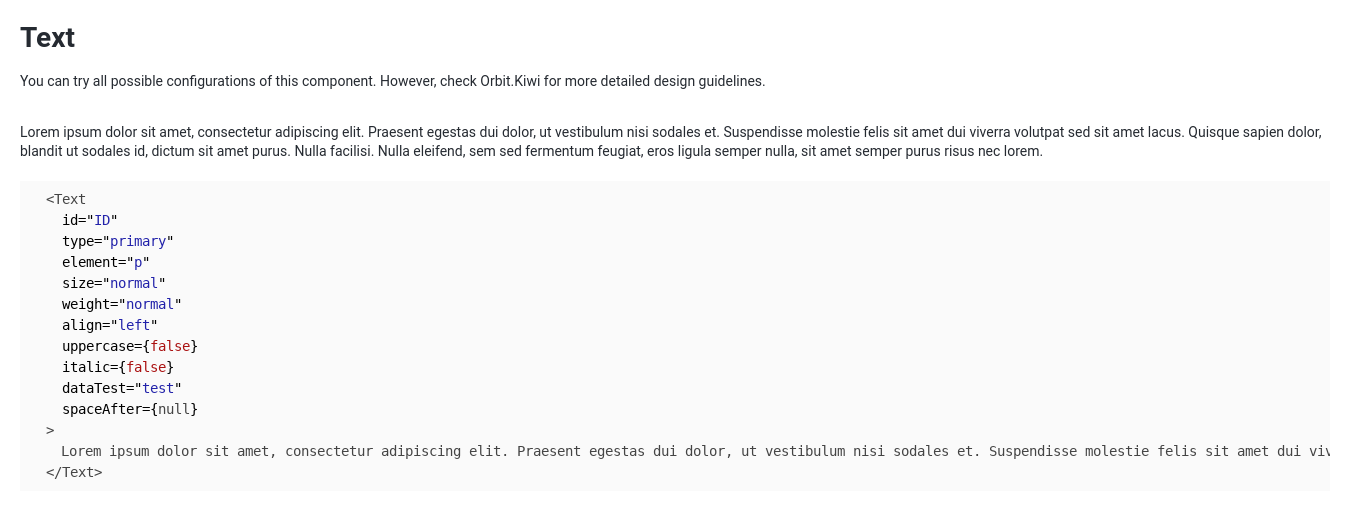 Text
You can try all possible configurations of this component. However, check Orbit.Kiwi for more detailed design guidelines.
Lorem ipsum dolor sit amet, consectetur adipiscing elit. Praesent egestas dui dolor, ut vestibulum nisi sodales et. Suspendisse molestie felis sit amet dui viverra volutpat sed sit amet lacus. Quisque sapien dolor,
blandit ut sodales id, dictum sit amet purus. Nulla facilisi. Nulla eleifend, sem sed fermentum feugiat, eros ligula semper nulla, sit amet semper purus risus nec lorem.
<Text
  id="ID"
  type="primary"
  element="p"
  size="normal"
  weight="normal"
  align="left"
  uppercase={false}
  italic={false}
  dataTest="test"
  spaceAfter={null}
>
  Lorem ipsum dolor sit amet, consectetur adipiscing elit. Praesent egestas dui dolor, ut vestibulum nisi sodales et. Suspendisse molestie felis sit amet dui
</Text>